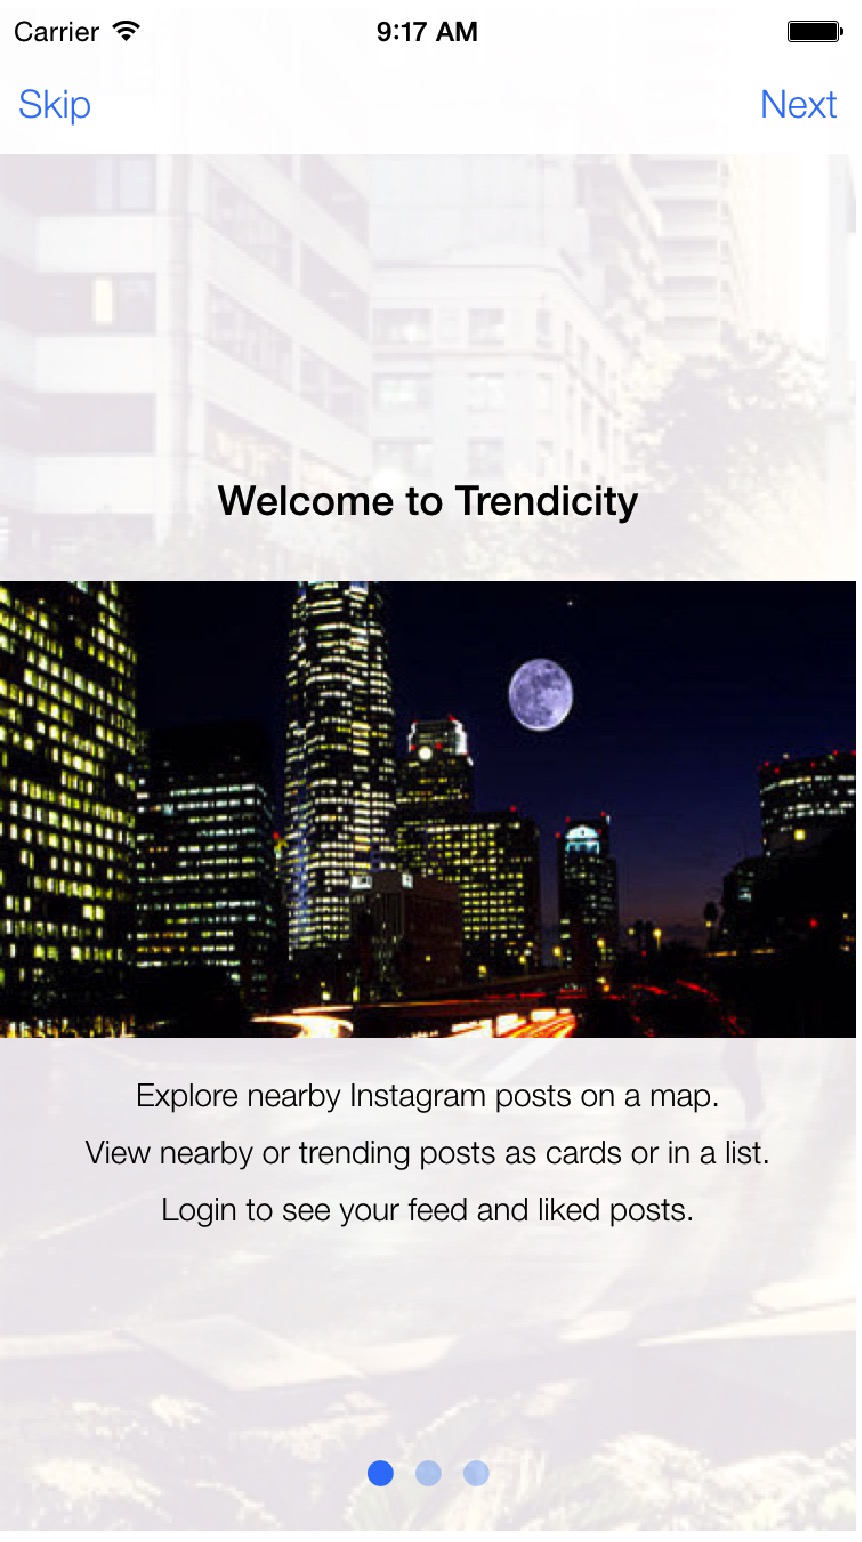 Carrier 9:17 AM
Skip Next
Welcome to Trendicity
Explore nearby Instagram posts on a map.
View nearby or trending posts as cards or in a list.
Login to see your feed and liked posts.